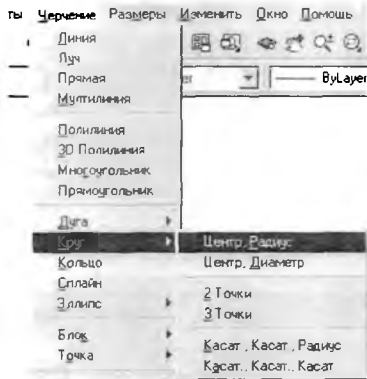 ты Черчение Размеры Изменить Окно Помощь
Линия
Луч
Прямая
Мултилиния
er ByLayer
Полилиния
3D Полилиния
Многоугольник
Прямоугольник
Дуга
Круг
Центр, Радиус
Кольцо
Центр, Диаметр
Сплайн
2 Точки
Эллипс
3 Точки
Блок
Касат., Касат., Радиус
Точка
Касат., Касат., Касат